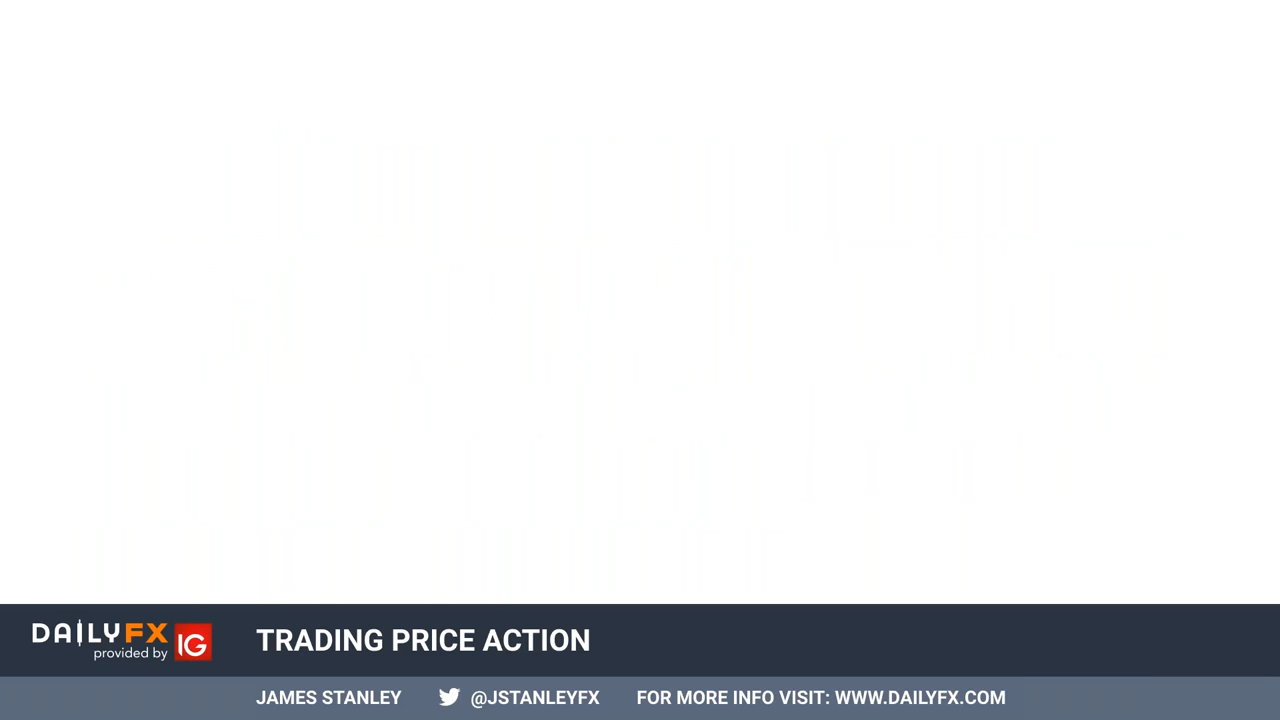 DAILYFX
provided by IG
TRADING PRICE ACTION
JAMES STANLEY @JSTANLEYFX FOR MORE INFO VISIT: WWW.DAILYFX.COM